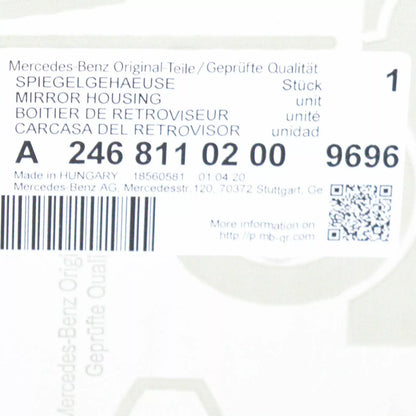 Mercedes-Benz Original-Teile/Geprüfte Qualität
SPIEGELGEHAEUSE Stück 1
MIRROR HOUSING unit
BOITIER DE RETROVISEUR unité
CARCASA DEL RETROVISOR unidad
A 246 811 02 00 9696
Made in HUNGARY 18560581 01 04 20
Mercedes-Benz AG, Mercedesstr. 120, 70372 Stuttgart, Ge
More information on
http://p.mb-qr.com
Mercedes-Benz Origi
Geprüfte Qual